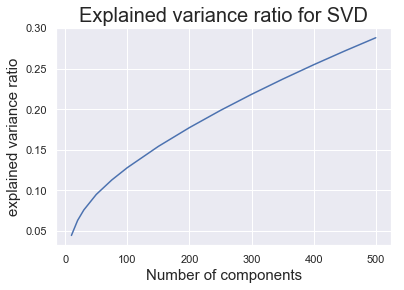 Explained variance ratio for SVD
0.30
0.25
0.20
0.15
0.10
0.05
explained variance ratio
0 100 200 300 400 500
Number of components